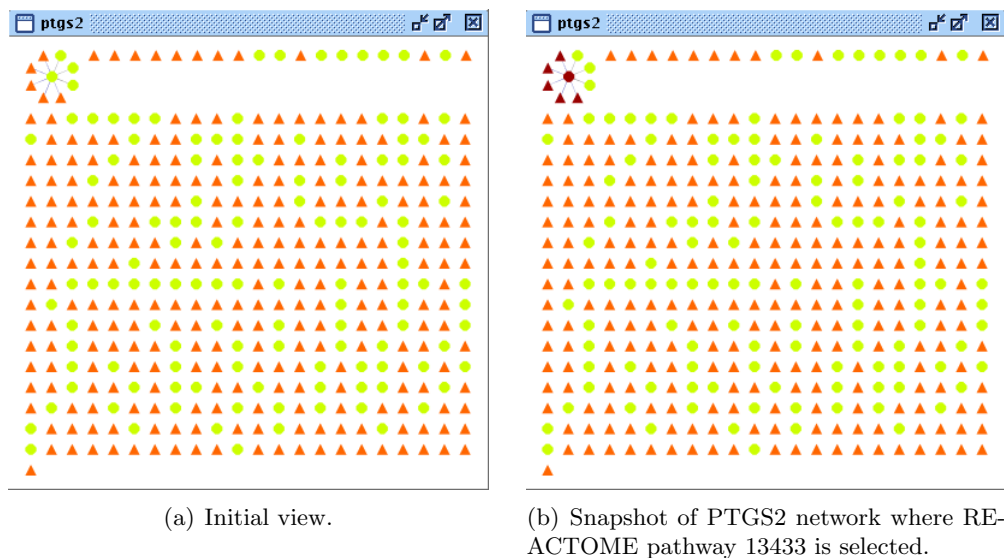 ptgs2
ptgs2
(a) Initial view.
(b) Snapshot of PTGS2 network where RE-
ACTOME pathway 13433 is selected.